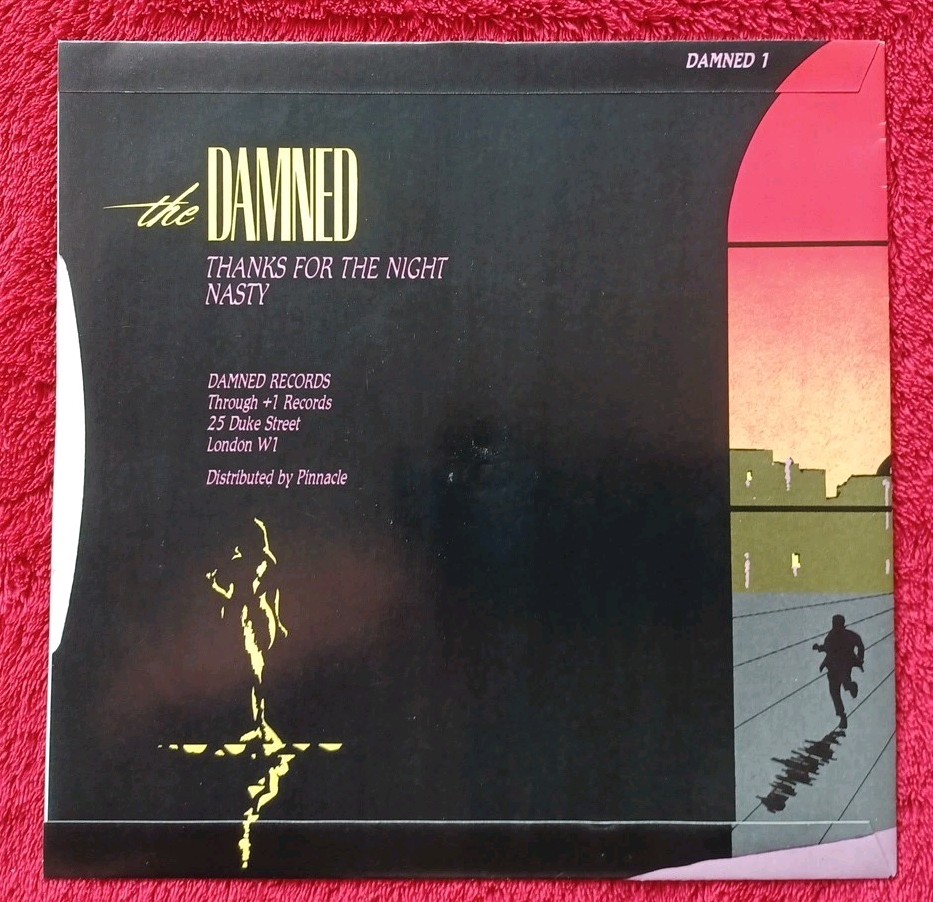 DAMNED 1
the DAMNED
THANKS FOR THE NIGHT
NASTY
DAMNED RECORDS
Through +1 Records
25 Duke Street
London W1
Distributed by Pinnacle